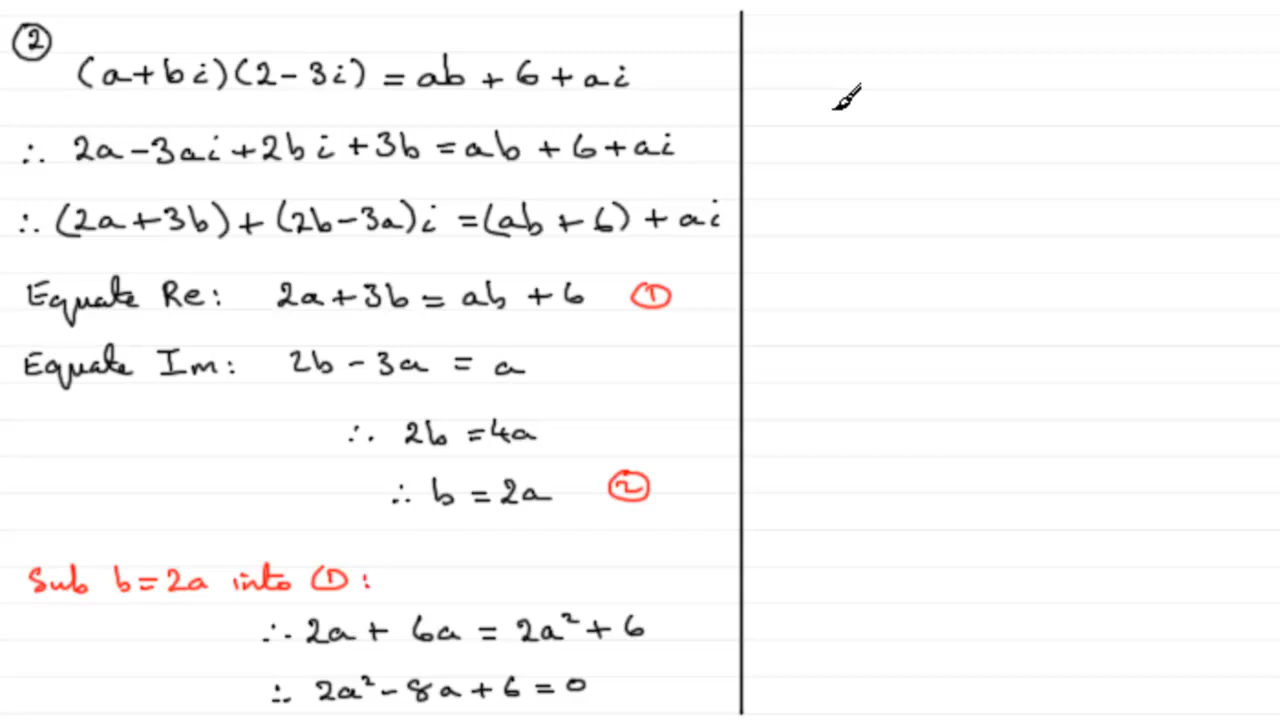 ②
(a+bi)(2-3i) = ab + 6 + ai
∴ 2a-3ai+2bi+3b = ab + 6 + ai
∴ (2a+3b) + (2b-3a)i = (ab + 6) + ai
Equate Re: 2a+3b = ab + 6 ①
Equate Im: 2b - 3a = a
∴ 2b = 4a
∴ b = 2a ②
Sub b=2a into ①:
∴ 2a + 6a = 2a² + 6
∴ 2a² - 8a + 6 = 0